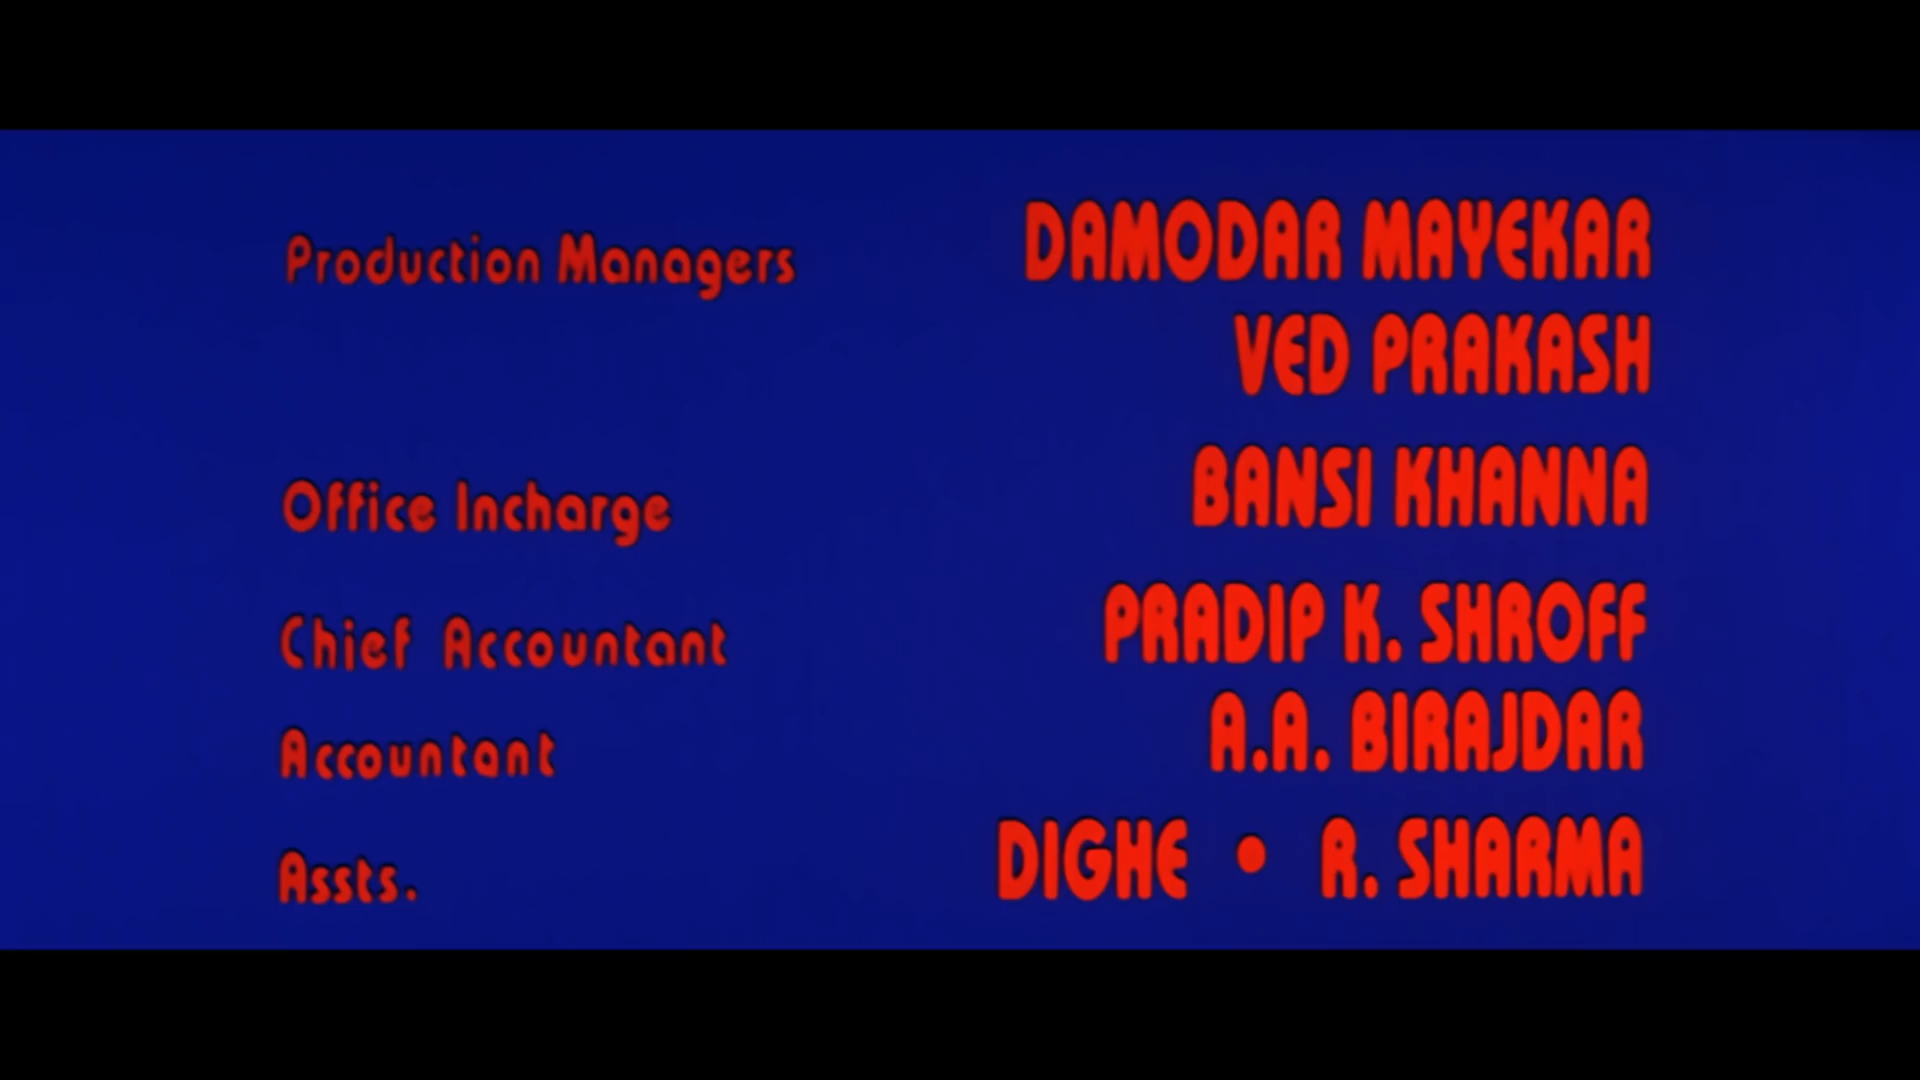 Production Managers DAMODAR MAYEKAR
VED PRAKASH
Office Incharge BANSI KHANNA
Chief Accountant PRADIP K. SHROFF
Accountant A.A. BIRAJDAR
Assts. DIGHE • R. SHARMA